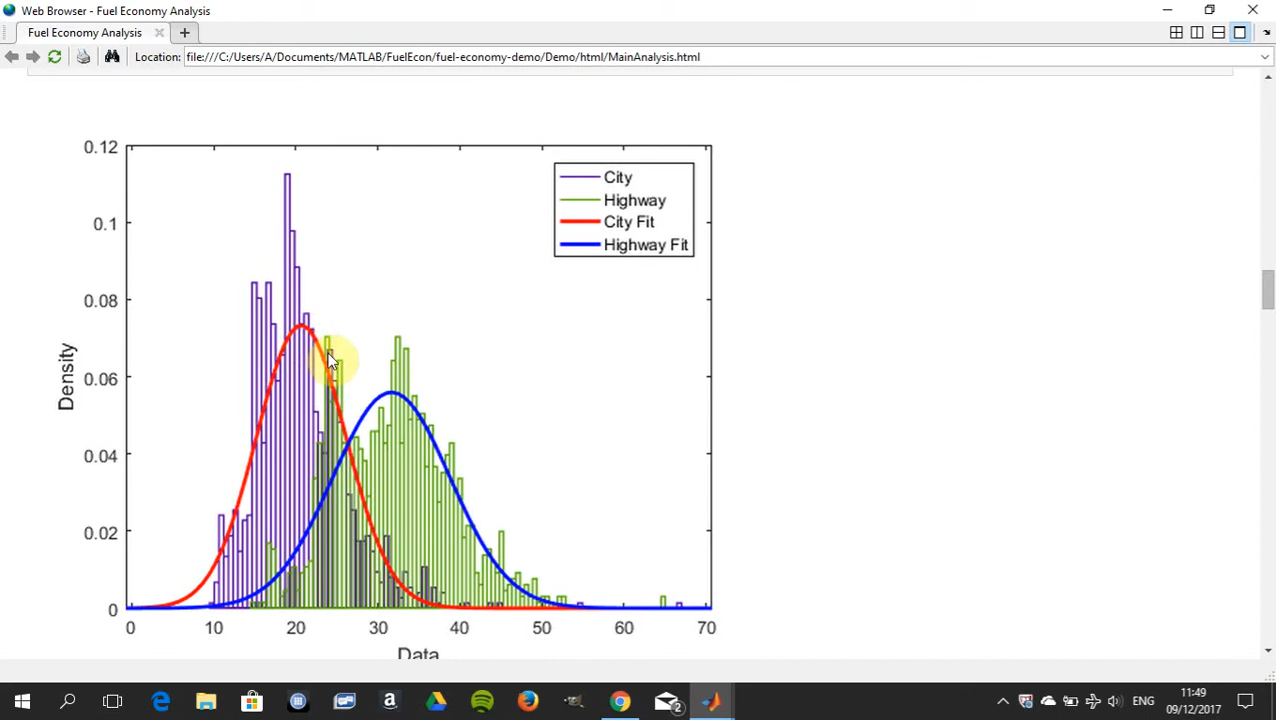 Web Browser - Fuel Economy Analysis
Fuel Economy Analysis
Location: file:///C:/Users/A/Documents/MATLAB/FuelEcon/fuel-economy-demo/Demo/html/MainAnalysis.html
0.12
0.1
0.08
0.06
0.04
0.02
0
Density
City
Highway
City Fit
Highway Fit
0 10 20 30 40 50 60 70
Data
2
ENG
11:49
09/12/2017